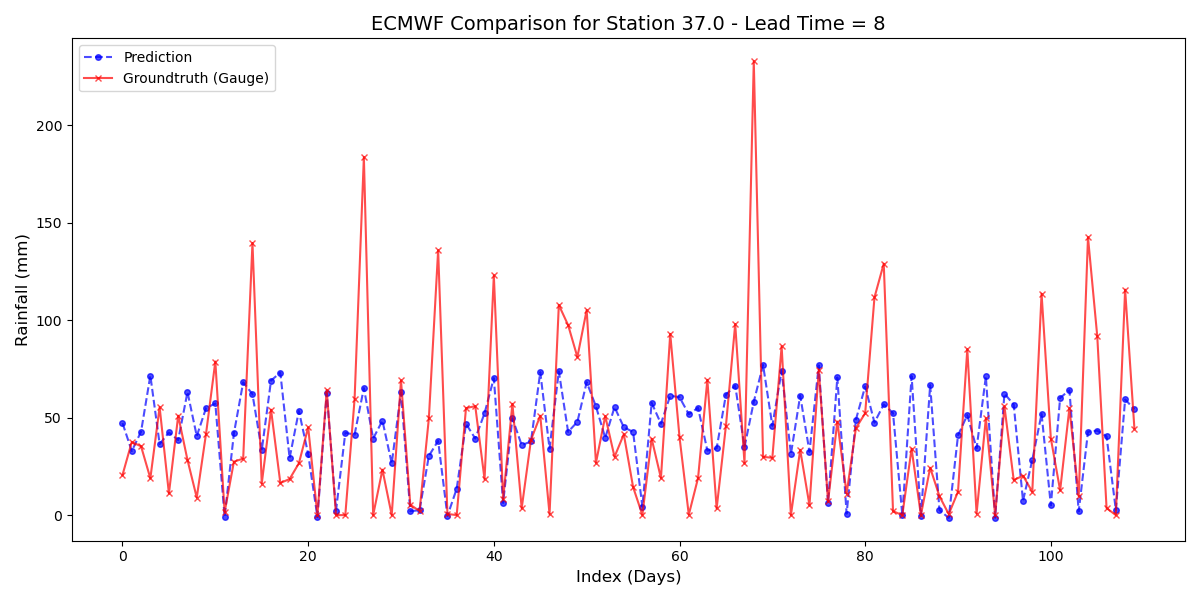 ECMWF Comparison for Station 37.0 - Lead Time = 8
Prediction
Groundtruth (Gauge)
Rainfall (mm)
200
150
100
50
0
0
20
40
60
80
100
Index (Days)